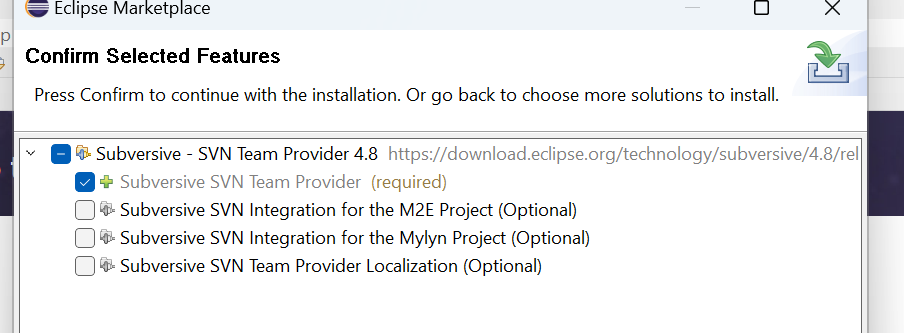 Eclipse Marketplace
Confirm Selected Features
Press Confirm to continue with the installation. Or go back to choose more solutions to install.
Subversive - SVN Team Provider 4.8 https://download.eclipse.org/technology/subversive/4.8/rel
Subversive SVN Team Provider (required)
Subversive SVN Integration for the M2E Project (Optional)
Subversive SVN Integration for the Mylyn Project (Optional)
Subversive SVN Team Provider Localization (Optional)